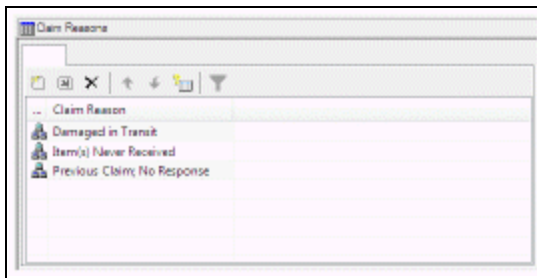 Claim Reasons
... Claim Reason
Damaged in Transit
Item(s) Never Received
Previous Claim; No Response